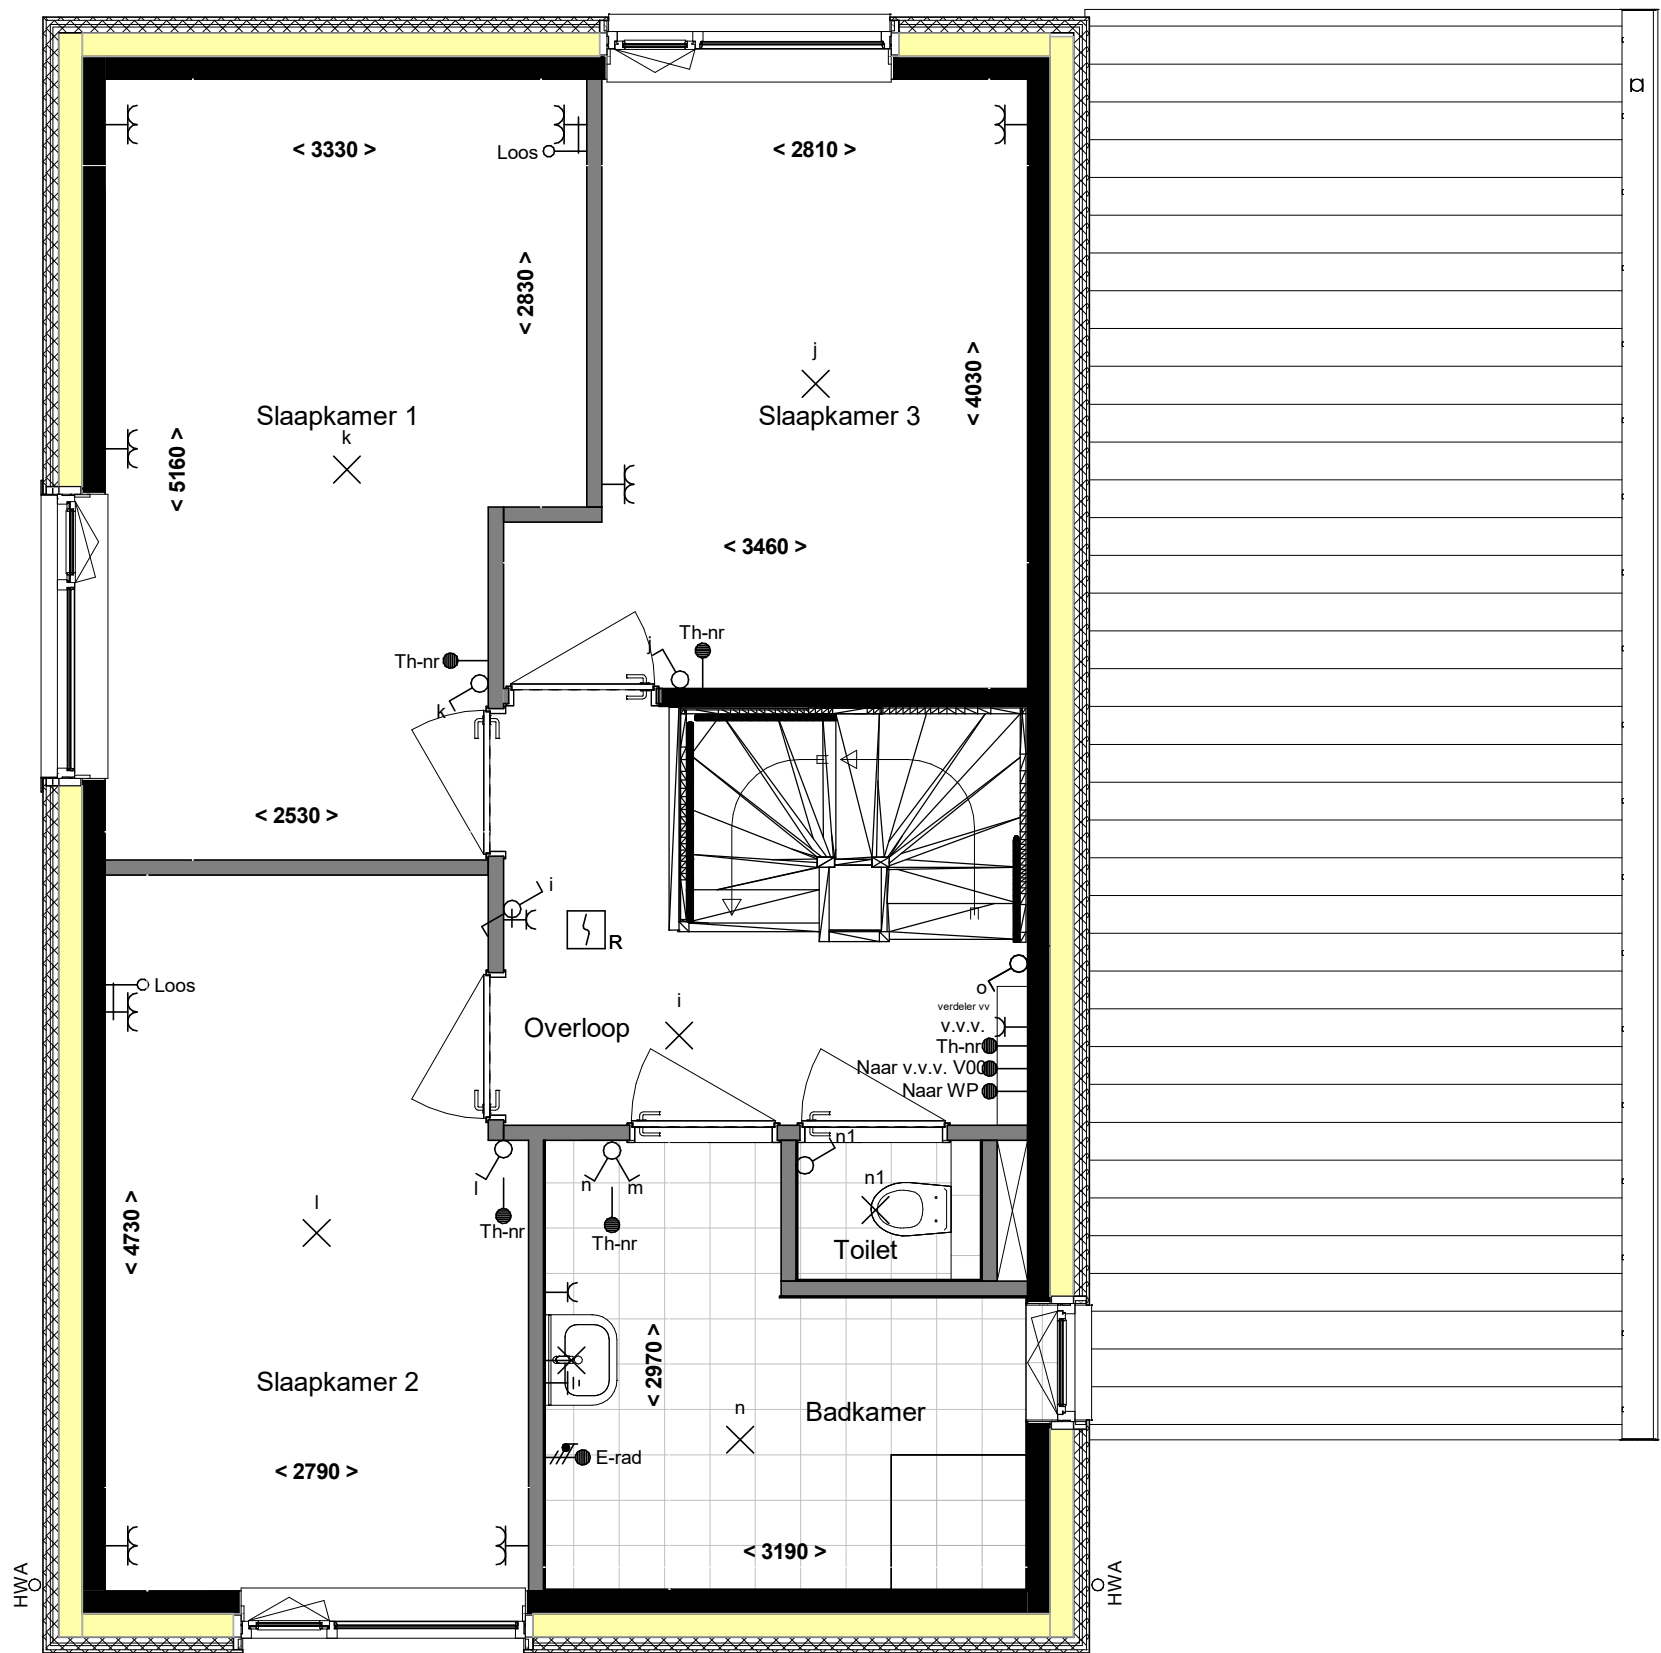 < 3330 >
Loos
< 2810 >
< 2830 >
j
< 4030 >
Slaapkamer 1
Slaapkamer 3
k
< 5160 >
< 3460 >
Th-nr
j
Th-nr
k
< 2530 >
i
R
Loos
i
o
verdeler vv
Overloop
v.v.v.
Th-nr
Naar v.v.v. V00
Naar WP
n1
n1
l
n
m
l
< 4730 >
Th-nr
Th-nr
Toilet
< 2970 >
Slaapkamer 2
n
Badkamer
E-rad
< 2790 >
< 3190 >
HWA
HWA